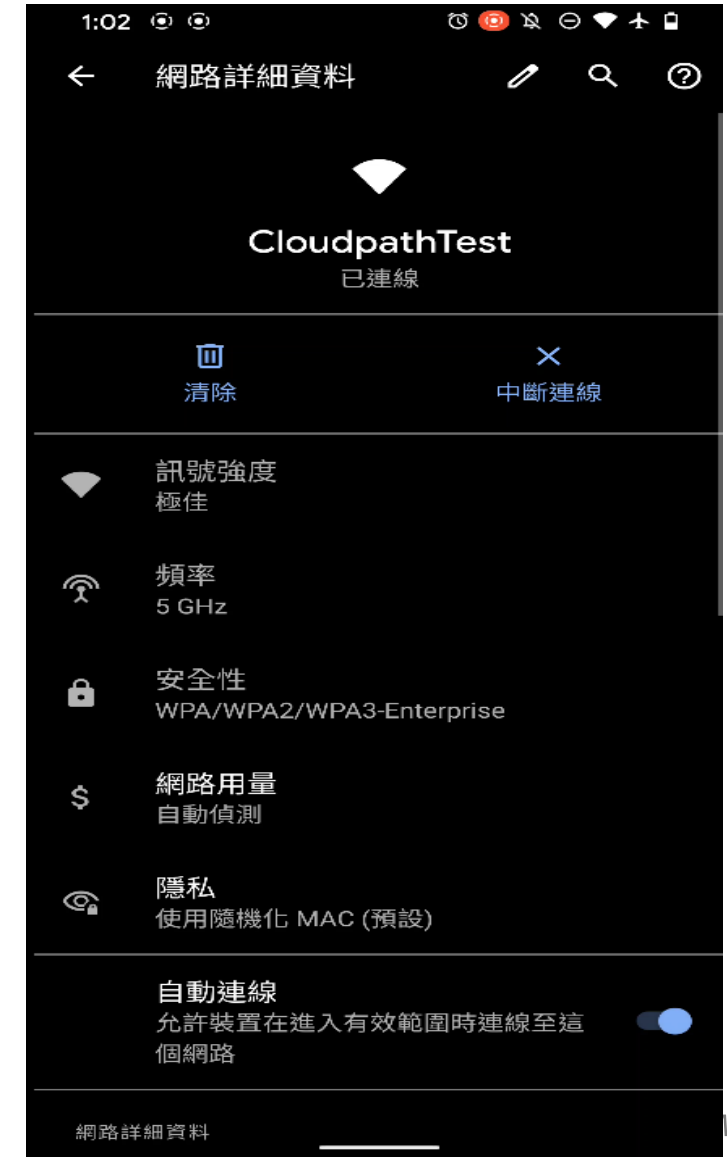 1:02
網路詳細資料
CloudpathTest
已連線
清除
中斷連線
訊號強度
極佳
頻率
5 GHz
安全性
WPA/WPA2/WPA3-Enterprise
$
網路用量
自動偵測
隱私
使用隨機化 MAC (預設)
自動連線
允許裝置在進入有效範圍時連線至這
個網路
網路詳細資料